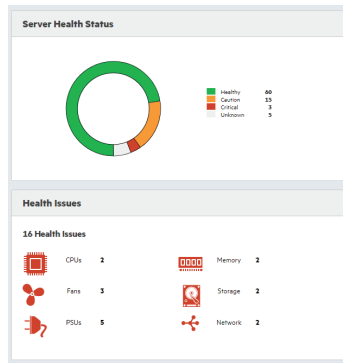 Server Health Status
Healthy 60
Caution 15
Critical 3
Unknown 5
Health Issues
16 Health Issues
CPUs 2
Memory 2
Fans 3
Storage 2
PSUs 5
Network 2